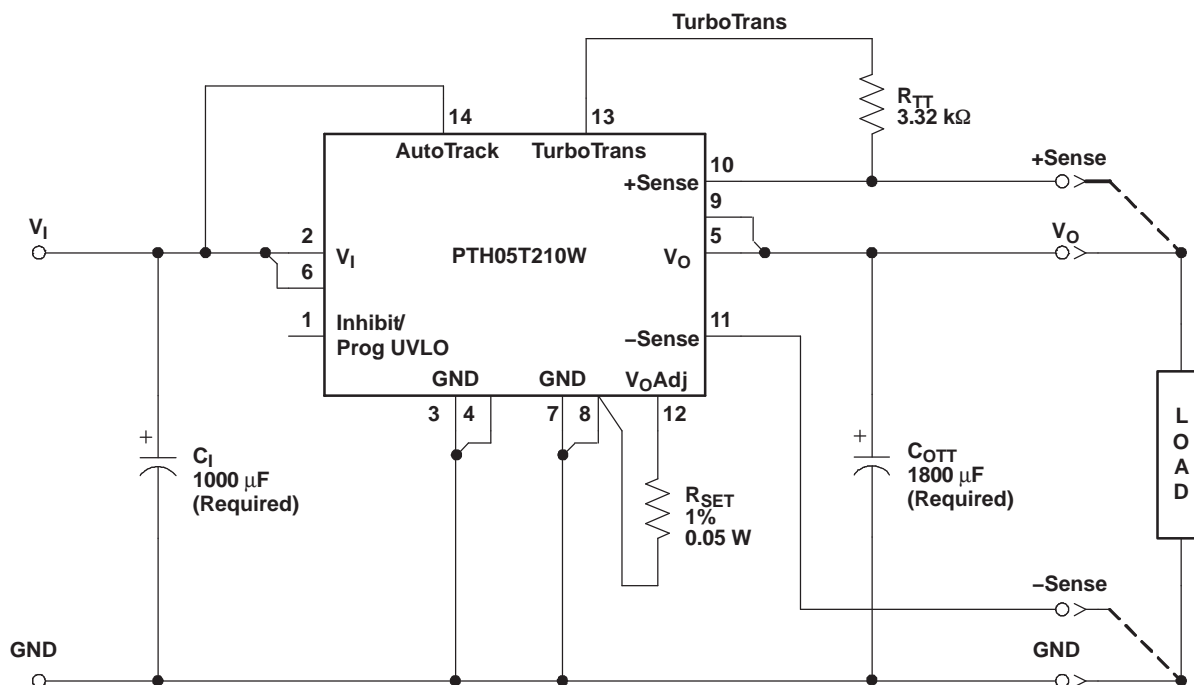 TurboTrans
R_TT
3.32 kΩ
14
13
AutoTrack
TurboTrans
10
+Sense
+Sense
9
V_I
2
V_I
PTH05T210W
5
V_O
V_O
6
1
Inhibit/
Prog UVLO
11
−Sense
GND
GND
V_OAdj
3
4
7
8
12
+
C_I
1000 μF
(Required)
R_SET
1%
0.05 W
+
C_OTT
1800 μF
(Required)
L
O
A
D
−Sense
GND
GND